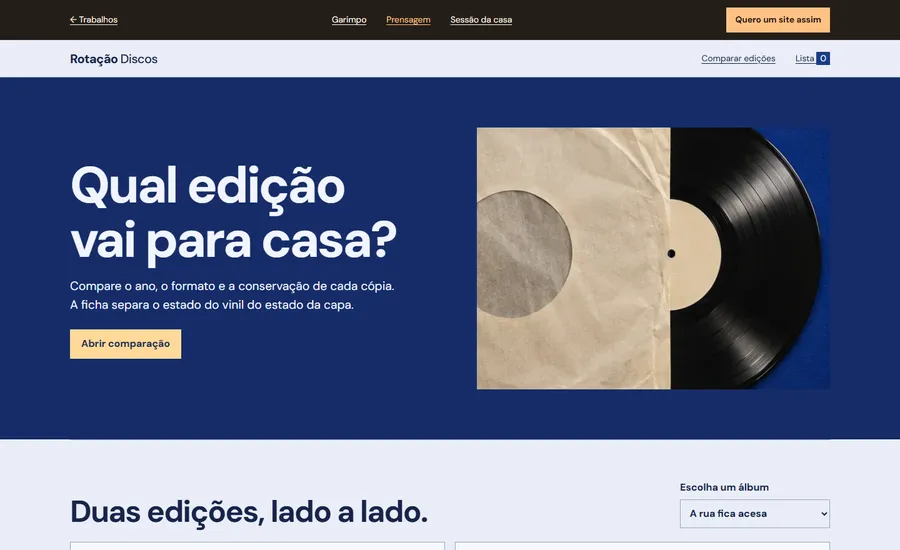 ← Trabalhos
Garimpo
Prensagem
Sessão da casa
Quero um site assim
Rotação Discos
Comparar edições
Lista 0
Qual edição
vai para casa?
Compare o ano, o formato e a conservação de cada cópia.
A ficha separa o estado do vinil do estado da capa.
Abrir comparação
Duas edições, lado a lado.
Escolha um álbum
A rua fica acesa